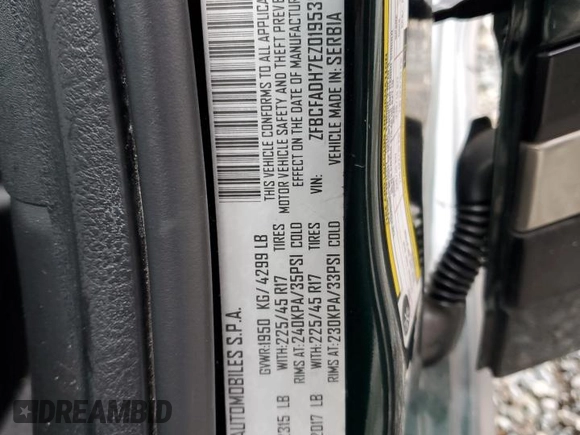 AUTOMOBILES S.P.A.
GVWR:1950 KG/ 4299 LB
315 LB WITH:225/45 R17 TIRES
RIMS AT:240KPA/35PSI COLD
2017 LB WITH:225/45 R17 TIRES
RIMS AT:230KPA/33PSI COLD
THIS VEHICLE CONFORMS TO ALL APPLICA
MOTOR VEHICLE SAFETY AND THEFT PREVE
EFFECT ON THE DATE OF MANUFACTUR
VIN: ZFBCFADH7EZ01953
VEHICLE MADE IN: SERBIA
DREAMBID